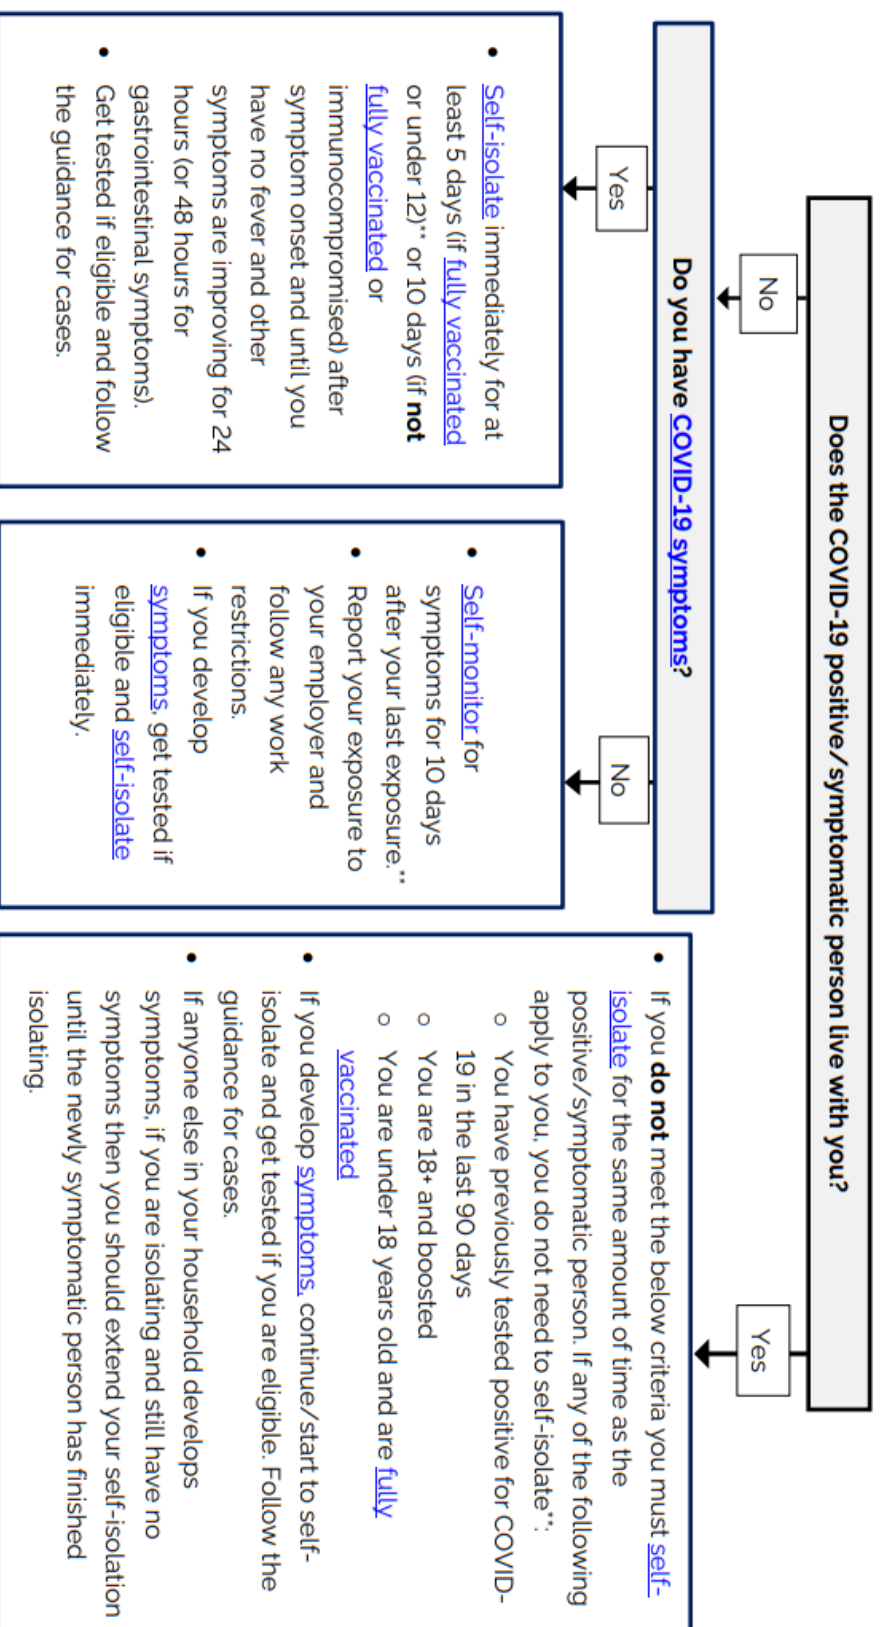 Does the COVID-19 positive/symptomatic person live with you?
No
Yes
Do you have COVID-19 symptoms?
Yes
No
• Self-isolate immediately for at
least 5 days (if fully vaccinated
or under 12)** or 10 days (if not
fully vaccinated or
immunocompromised) after
symptom onset and until you
have no fever and other
symptoms are improving for 24
hours (or 48 hours for
gastrointestinal symptoms).
• Get tested if eligible and follow
the guidance for cases.
• Self-monitor for
symptoms for 10 days
after your last exposure.**
• Report your exposure to
your employer and
follow any work
restrictions.
• If you develop
symptoms, get tested if
eligible and self-isolate
immediately.
• If you do not meet the below criteria you must self-
isolate for the same amount of time as the
positive/symptomatic person. If any of the following
apply to you, you do not need to self-isolate**:
o You have previously tested positive for COVID-
19 in the last 90 days
o You are 18+ and boosted
o You are under 18 years old and are fully
vaccinated
• If you develop symptoms, continue/start to self-
isolate and get tested if you are eligible. Follow the
guidance for cases.
• If anyone else in your household develops
symptoms, if you are isolating and still have no
symptoms then you should extend your self-isolation
until the newly symptomatic person has finished
isolating.